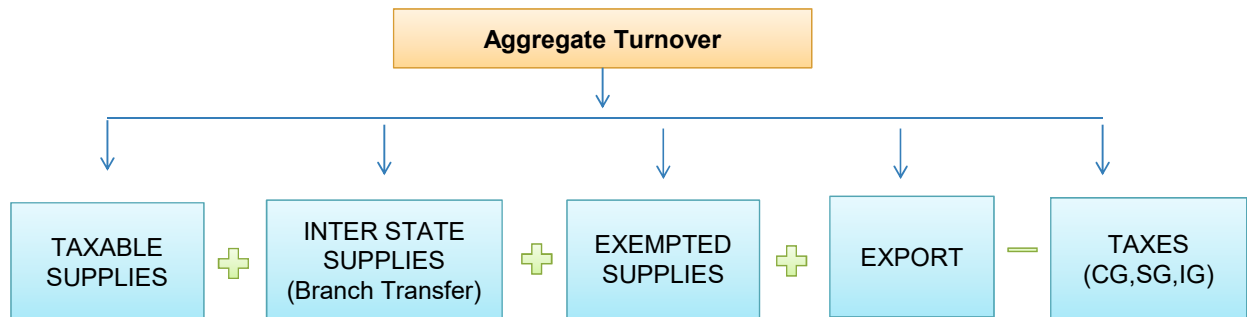 Aggregate Turnover
TAXABLE
SUPPLIES
INTER STATE
SUPPLIES
(Branch Transfer)
EXEMPTED
SUPPLIES
EXPORT
TAXES
(CG,SG,IG)